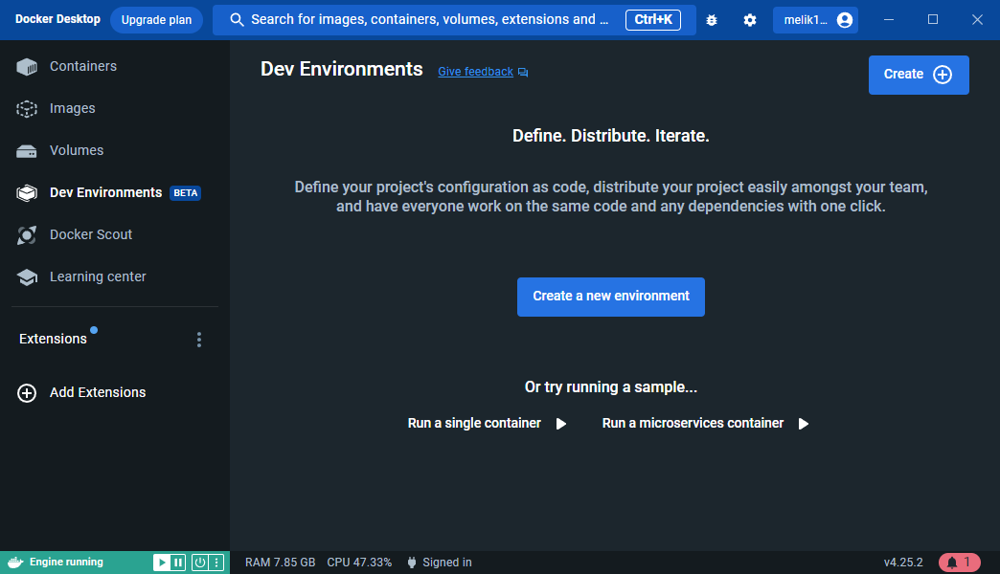 Docker Desktop
Upgrade plan
Search for images, containers, volumes, extensions and ...
Ctrl+K
melik1...
Containers
Images
Volumes
Dev Environments BETA
Docker Scout
Learning center
Extensions
Add Extensions
Dev Environments
Give feedback
Create
Define. Distribute. Iterate.
Define your project's configuration as code, distribute your project easily amongst your team,
and have everyone work on the same code and any dependencies with one click.
Create a new environment
Or try running a sample...
Run a single container
Run a microservices container
Engine running
RAM 7.85 GB
CPU 47.33%
Signed in
v4.25.2
1